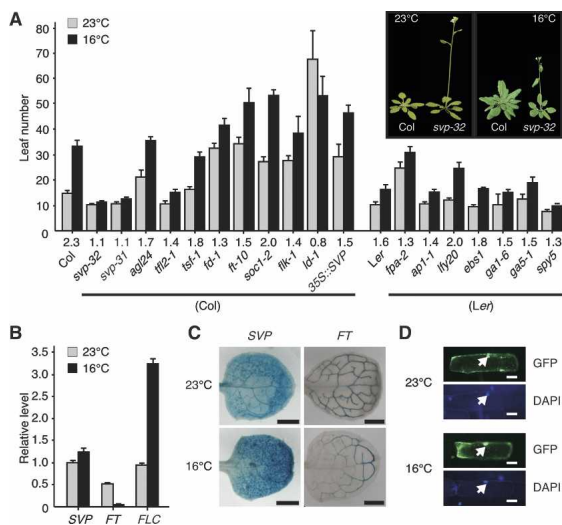 A
23°C
16°C
Leaf number
80
70
60
50
40
30
20
10
0
23°C
16°C
Col
svp-32
Col
svp-32
2.3 1.1 1.1 1.7 1.4 1.8 1.3 1.5 2.0 1.4 0.8 1.5
Col svp-32 svp-31 agl24 tfl2-1 tsf-1 fd-1 ft-10 soc1-2 flk-1 ld-1 35S::SVP
(Col)
1.6 1.3 1.4 2.0 1.8 1.5 1.5 1.3
Ler fpa-2 ap1-1 lfy20 ebs1 ga1-6 ga5-1 spy5
(Ler)
B
23°C
16°C
Relative level
3.5
3.0
2.5
2.0
1.5
1.0
0.5
0
SVP FT FLC
C
SVP FT
23°C
16°C
D
23°C
GFP
DAPI
16°C
GFP
DAPI